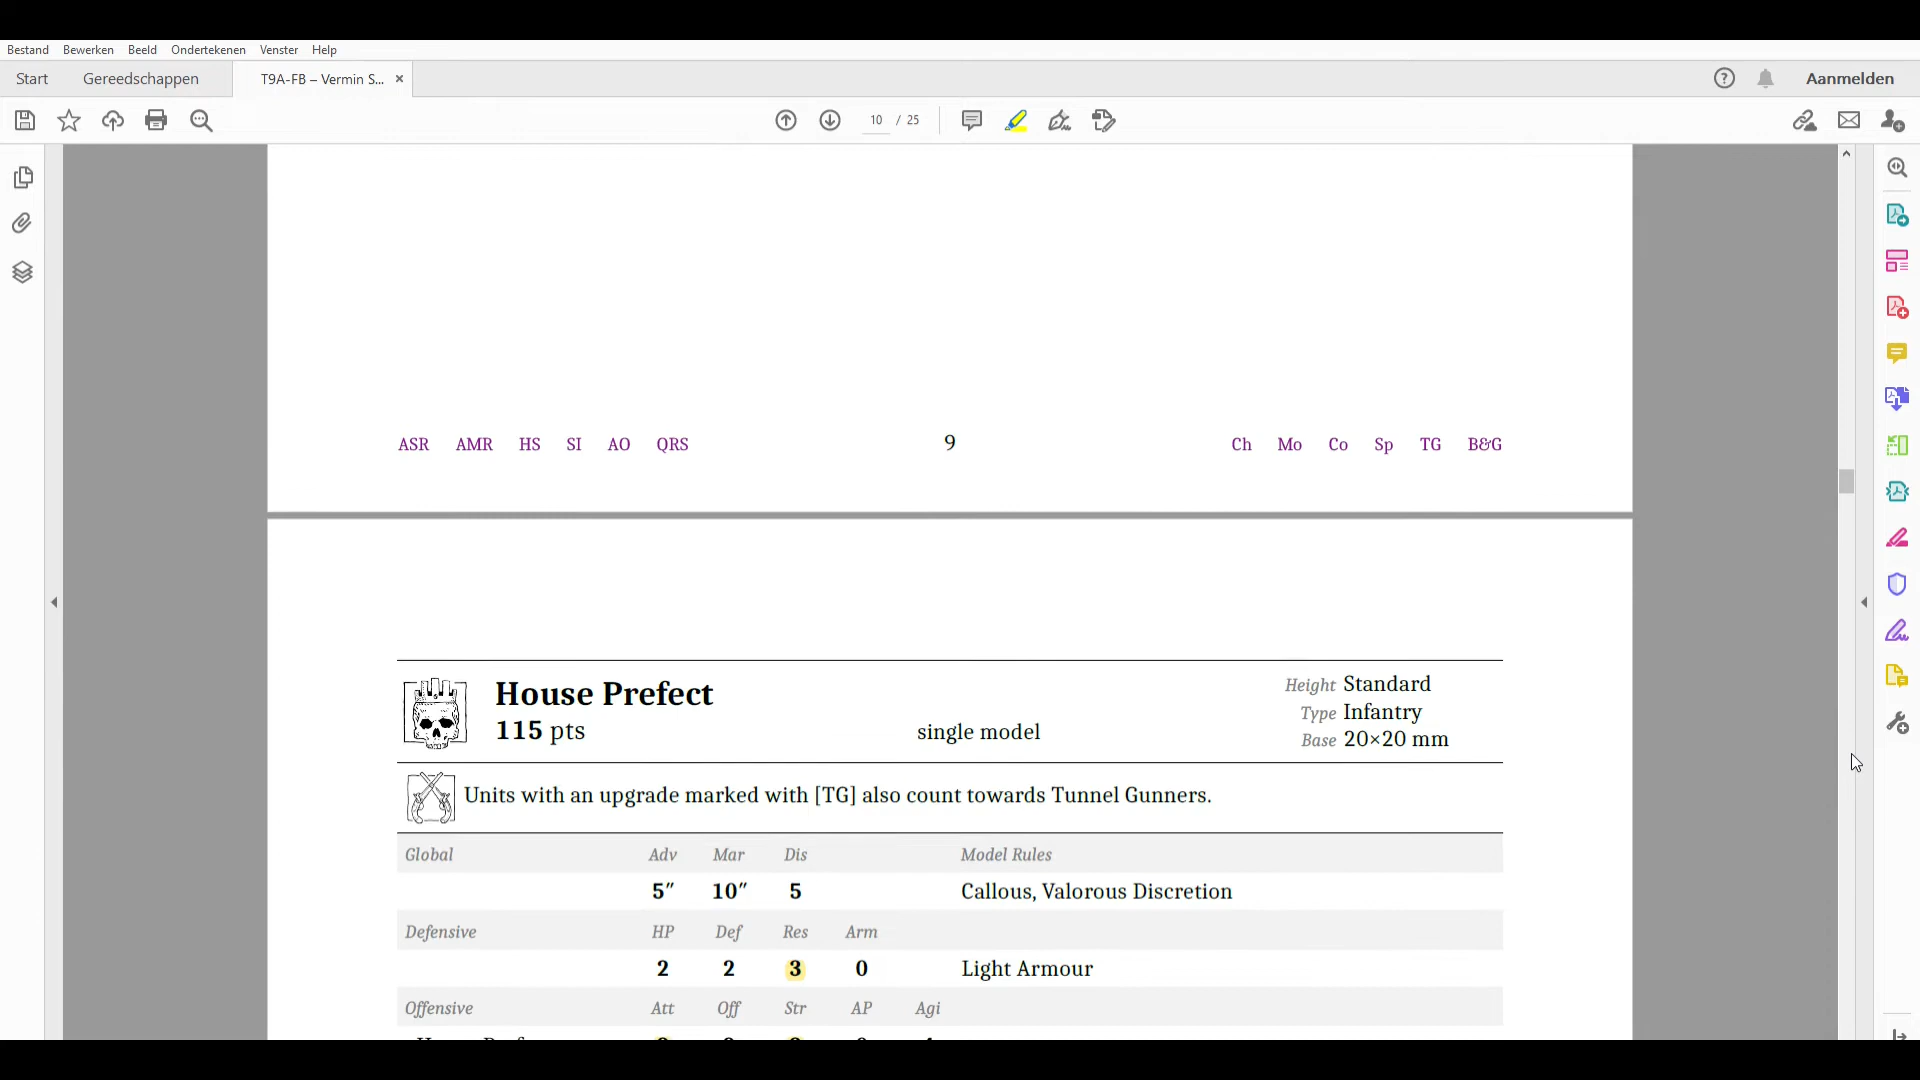 Bestand Bewerken Beeld Ondertekenen Venster Help
Start Gereedschappen T9A-FB – Vermin S... × Aanmelden
10 / 25
ASR AMR HS SI AO QRS 9 Ch Mo Co Sp TG B&G
House Prefect
115 pts single model
Height Standard
Type Infantry
Base 20×20 mm
Units with an upgrade marked with [TG] also count towards Tunnel Gunners.
Global Adv Mar Dis Model Rules
5″ 10″ 5 Callous, Valorous Discretion
Defensive HP Def Res Arm
2 2 3 0 Light Armour
Offensive Att Off Str AP Agi